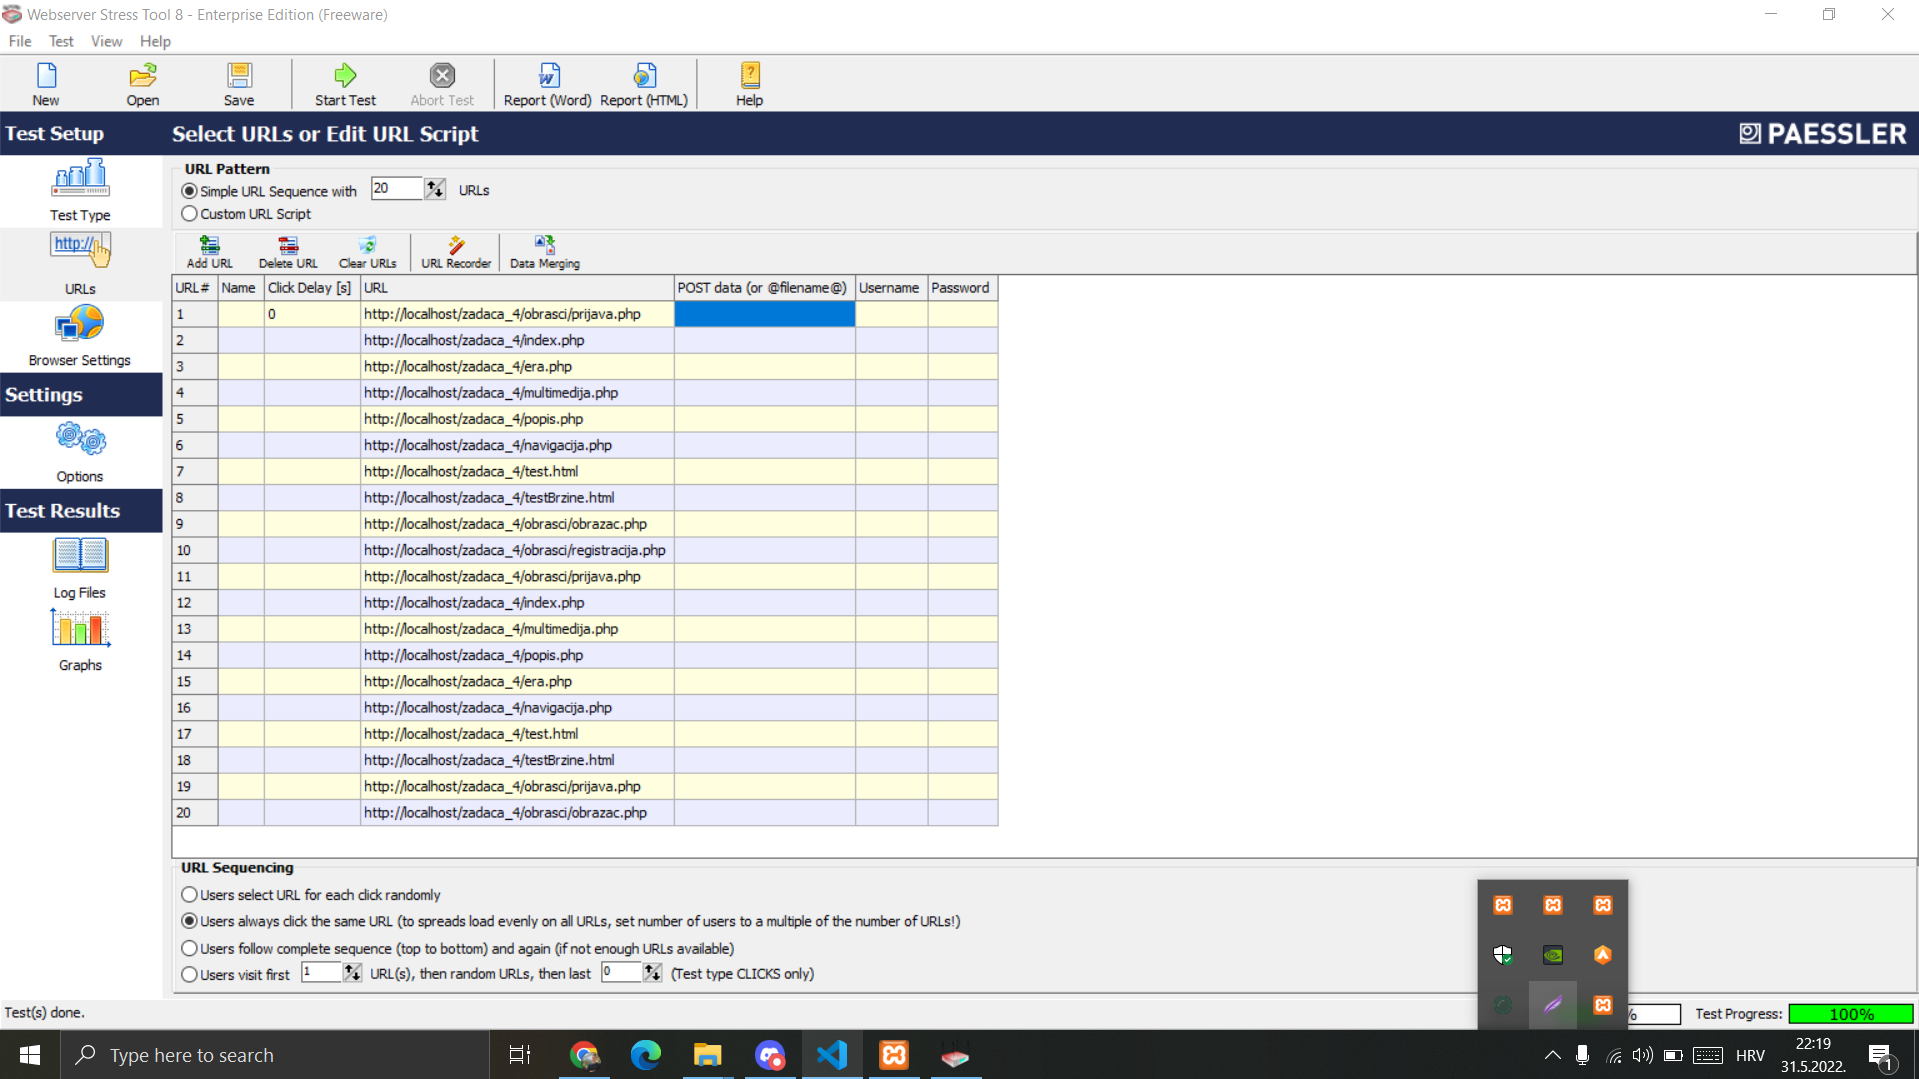 Webserver Stress Tool 8 - Enterprise Edition (Freeware)
File Test View Help
New Open Save Start Test Abort Test Report (Word) Report (HTML) Help
Test Setup
Select URLs or Edit URL Script
PAESSLER
Test Type
http://
URLs
Browser Settings
Settings
Options
Test Results
Log Files
Graphs
URL Pattern
Simple URL Sequence with 20 URLs
Custom URL Script
Add URL Delete URL Clear URLs URL Recorder Data Merging
URL# Name Click Delay [s] URL POST data (or @filename@) Username Password
1 0 http://localhost/zadaca_4/obrasci/prijava.php
2 http://localhost/zadaca_4/index.php
3 http://localhost/zadaca_4/era.php
4 http://localhost/zadaca_4/multimedija.php
5 http://localhost/zadaca_4/popis.php
6 http://localhost/zadaca_4/navigacija.php
7 http://localhost/zadaca_4/test.html
8 http://localhost/zadaca_4/testBrzine.html
9 http://localhost/zadaca_4/obrasci/obrazac.php
10 http://localhost/zadaca_4/obrasci/registracija.php
11 http://localhost/zadaca_4/obrasci/prijava.php
12 http://localhost/zadaca_4/index.php
13 http://localhost/zadaca_4/multimedija.php
14 http://localhost/zadaca_4/popis.php
15 http://localhost/zadaca_4/era.php
16 http://localhost/zadaca_4/navigacija.php
17 http://localhost/zadaca_4/test.html
18 http://localhost/zadaca_4/testBrzine.html
19 http://localhost/zadaca_4/obrasci/prijava.php
20 http://localhost/zadaca_4/obrasci/obrazac.php
URL Sequencing
Users select URL for each click randomly
Users always click the same URL (to spreads load evenly on all URLs, set number of users to a multiple of the number of URLs!)
Users follow complete sequence (top to bottom) and again (if not enough URLs available)
Users visit first 1 URL(s), then random URLs, then last 0 (Test type CLICKS only)
Test(s) done.
% Test Progress: 100%
Type here to search
HRV
22:19
31.5.2022.
1